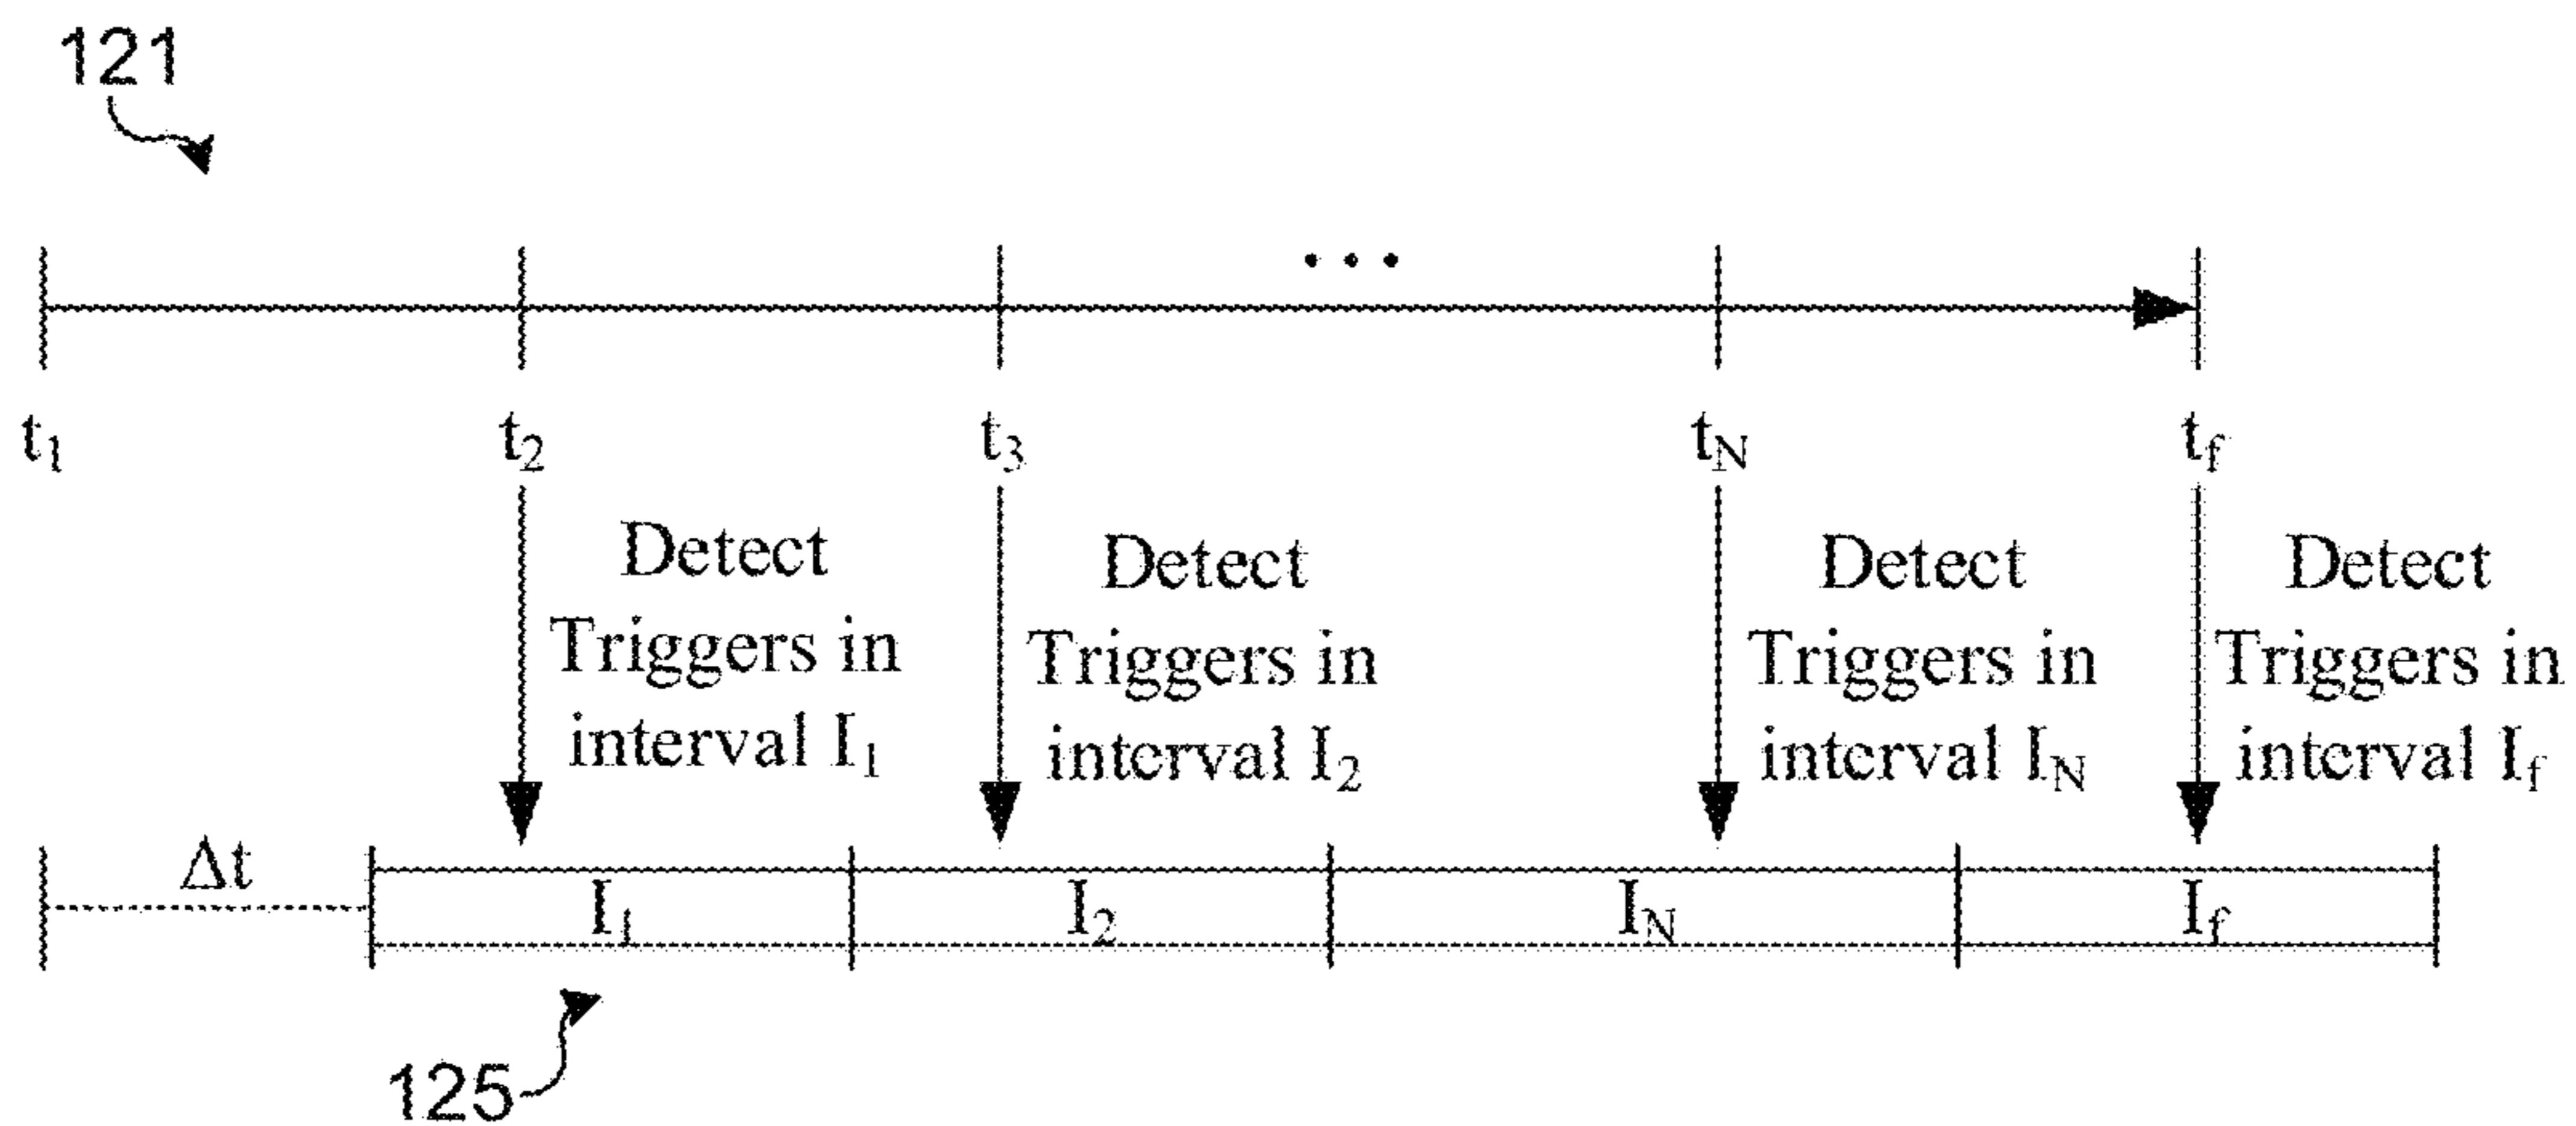 121
...
t1 t2 t3 tN tf
Detect
Triggers in
interval I1
Detect
Triggers in
interval I2
Detect
Triggers in
interval IN
Detect
Triggers in
interval If
Δt
I1 I2 IN If
125